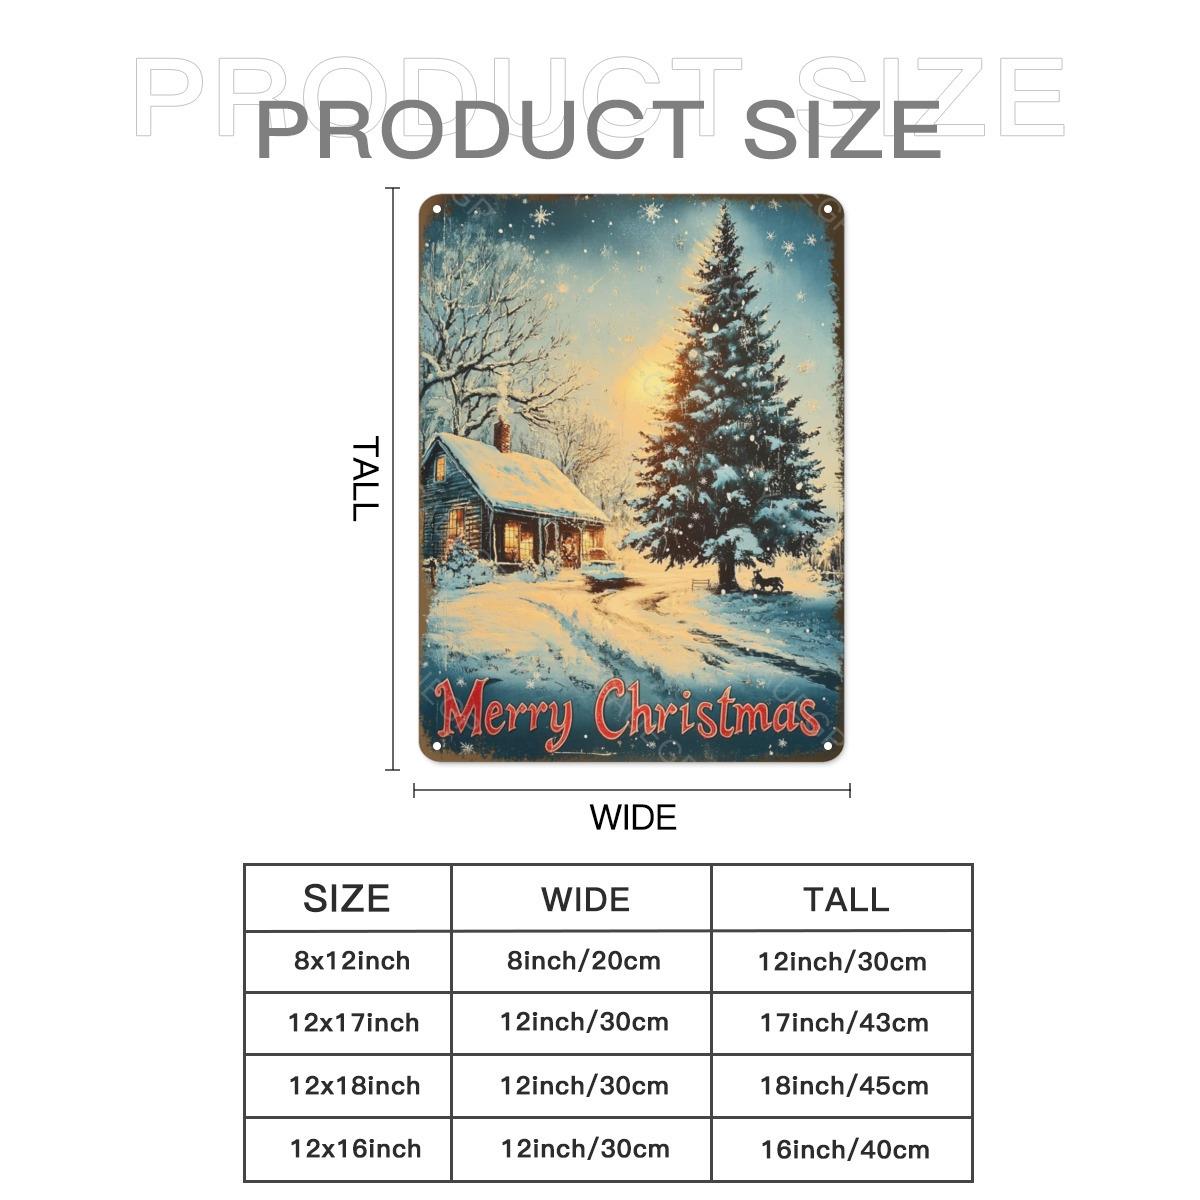 PRODUCT SIZE
PRODUCT SIZE
TALL
Merry Christmas
WIDE
SIZE WIDE TALL
8x12inch 8inch/20cm 12inch/30cm
12x17inch 12inch/30cm 17inch/43cm
12x18inch 12inch/30cm 18inch/45cm
12x16inch 12inch/30cm 16inch/40cm